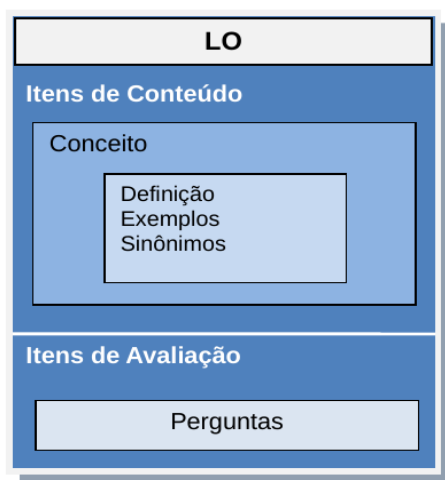 LO
Itens de Conteúdo
Conceito
Definição
Exemplos
Sinônimos
Itens de Avaliação
Perguntas